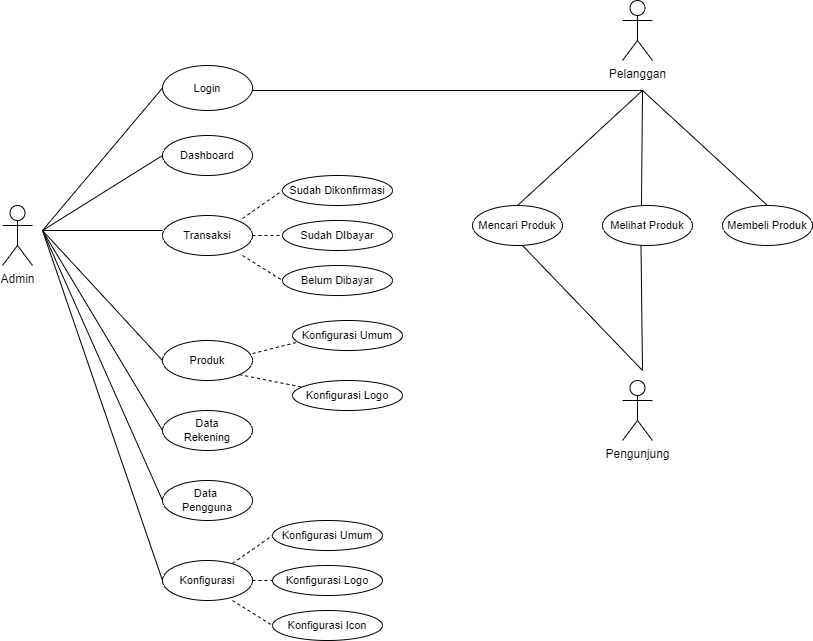 Pelanggan
Login
Dashboard
Sudah Dikonfirmasi
Transaksi
Sudah DIbayar
Belum Dibayar
Admin
Mencari Produk
Melihat Produk
Membeli Produk
Konfigurasi Umum
Produk
Konfigurasi Logo
Data
Rekening
Pengunjung
Data
Pengguna
Konfigurasi Umum
Konfigurasi
Konfigurasi Logo
Konfigurasi Icon